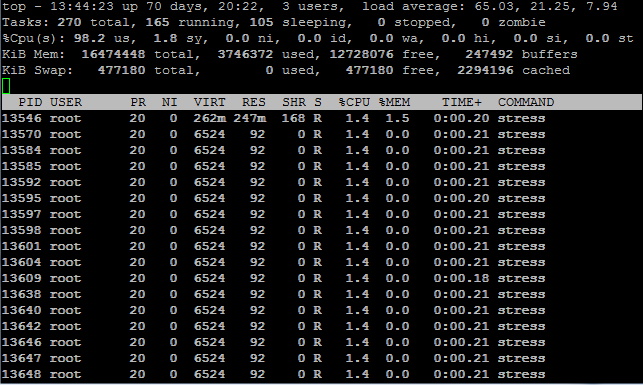 top - 13:44:23 up 70 days, 20:22,  3 users,  load average: 65.03, 21.25, 7.94
Tasks: 270 total, 165 running, 105 sleeping,   0 stopped,   0 zombie
%Cpu(s): 98.2 us,  1.8 sy,  0.0 ni,  0.0 id,  0.0 wa,  0.0 hi,  0.0 si,  0.0 st
KiB Mem:  16474448 total,  3746372 used, 12728076 free,   247492 buffers
KiB Swap:   477180 total,        0 used,   477180 free,  2294196 cached
PID USER      PR  NI  VIRT  RES  SHR S  %CPU %MEM    TIME+  COMMAND
13546 root      20   0  262m 247m  168 R   1.4  1.5   0:00.20 stress
13570 root      20   0  6524   92    0 R   1.4  0.0   0:00.21 stress
13584 root      20   0  6524   92    0 R   1.4  0.0   0:00.21 stress
13585 root      20   0  6524   92    0 R   1.4  0.0   0:00.21 stress
13592 root      20   0  6524   92    0 R   1.4  0.0   0:00.21 stress
13595 root      20   0  6524   92    0 R   1.4  0.0   0:00.20 stress
13597 root      20   0  6524   92    0 R   1.4  0.0   0:00.21 stress
13598 root      20   0  6524   92    0 R   1.4  0.0   0:00.21 stress
13601 root      20   0  6524   92    0 R   1.4  0.0   0:00.21 stress
13604 root      20   0  6524   92    0 R   1.4  0.0   0:00.21 stress
13609 root      20   0  6524   92    0 R   1.4  0.0   0:00.18 stress
13638 root      20   0  6524   92    0 R   1.4  0.0   0:00.21 stress
13640 root      20   0  6524   92    0 R   1.4  0.0   0:00.21 stress
13642 root      20   0  6524   92    0 R   1.4  0.0   0:00.21 stress
13646 root      20   0  6524   92    0 R   1.4  0.0   0:00.21 stress
13647 root      20   0  6524   92    0 R   1.4  0.0   0:00.21 stress
13648 root      20   0  6524   92    0 R   1.4  0.0   0:00.21 stress